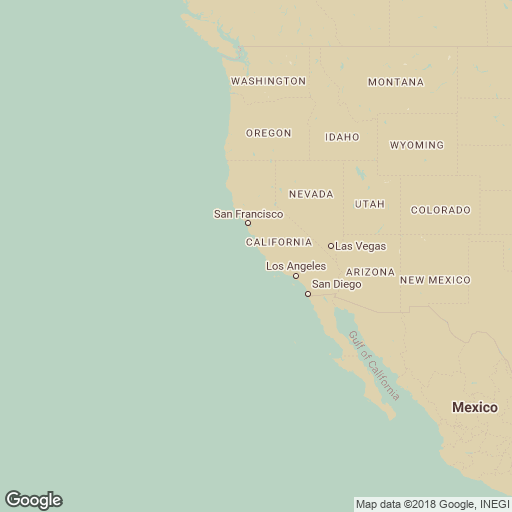 WASHINGTON
MONTANA
OREGON
IDAHO
WYOMING
NEVADA
UTAH
COLORADO
San Francisco
CALIFORNIA
Las Vegas
Los Angeles
ARIZONA
NEW MEXICO
San Diego
Gulf of California
Mexico
Google
Map data ©2018 Google, INEGI